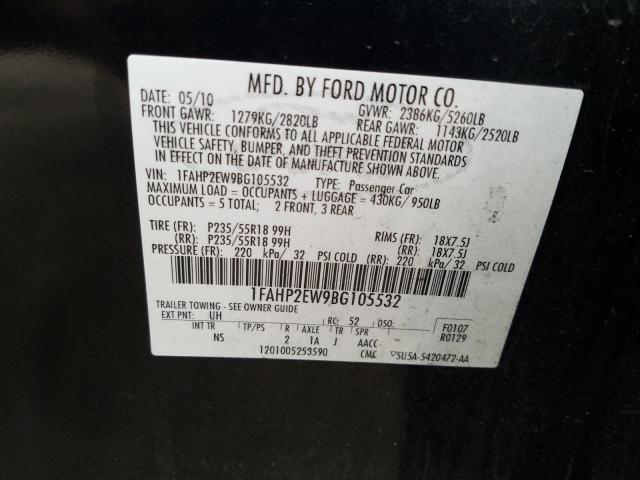 MFD. BY FORD MOTOR CO.
DATE: 05/10 GVWR: 2386KG/5260LB
FRONT GAWR: 1279KG/2820LB REAR GAWR: 1143KG/2520LB
THIS VEHICLE CONFORMS TO ALL APPLICABLE FEDERAL MOTOR
VEHICLE SAFETY, BUMPER, AND THEFT PREVENTION STANDARDS
IN EFFECT ON THE DATE OF MANUFACTURE SHOWN ABOVE.
VIN: 1FAHP2EW9BG105532 TYPE: Passenger Car
MAXIMUM LOAD = OCCUPANTS + LUGGAGE = 430KG/950LB
OCCUPANTS = 5 TOTAL; 2 FRONT, 3 REAR
TIRE (FR): P235/55R18 99H RIMS (FR): 18X7.5J
(RR): P235/55R18 99H (RR): 18X7.5J
PRESSURE (FR): 220 kPa/32 PSI COLD (RR): 220 kPa/32 PSI COLD
1FAHP2EW9BG105532
TRAILER TOWING - SEE OWNER GUIDE
EXT PNT: UH RC: 52 DSO: F0107
INT TR TP/PS R AXLE TR SPR R0129
NS 2 1A J AACC
1201005253590 CMC 5U5A-5420472-AA